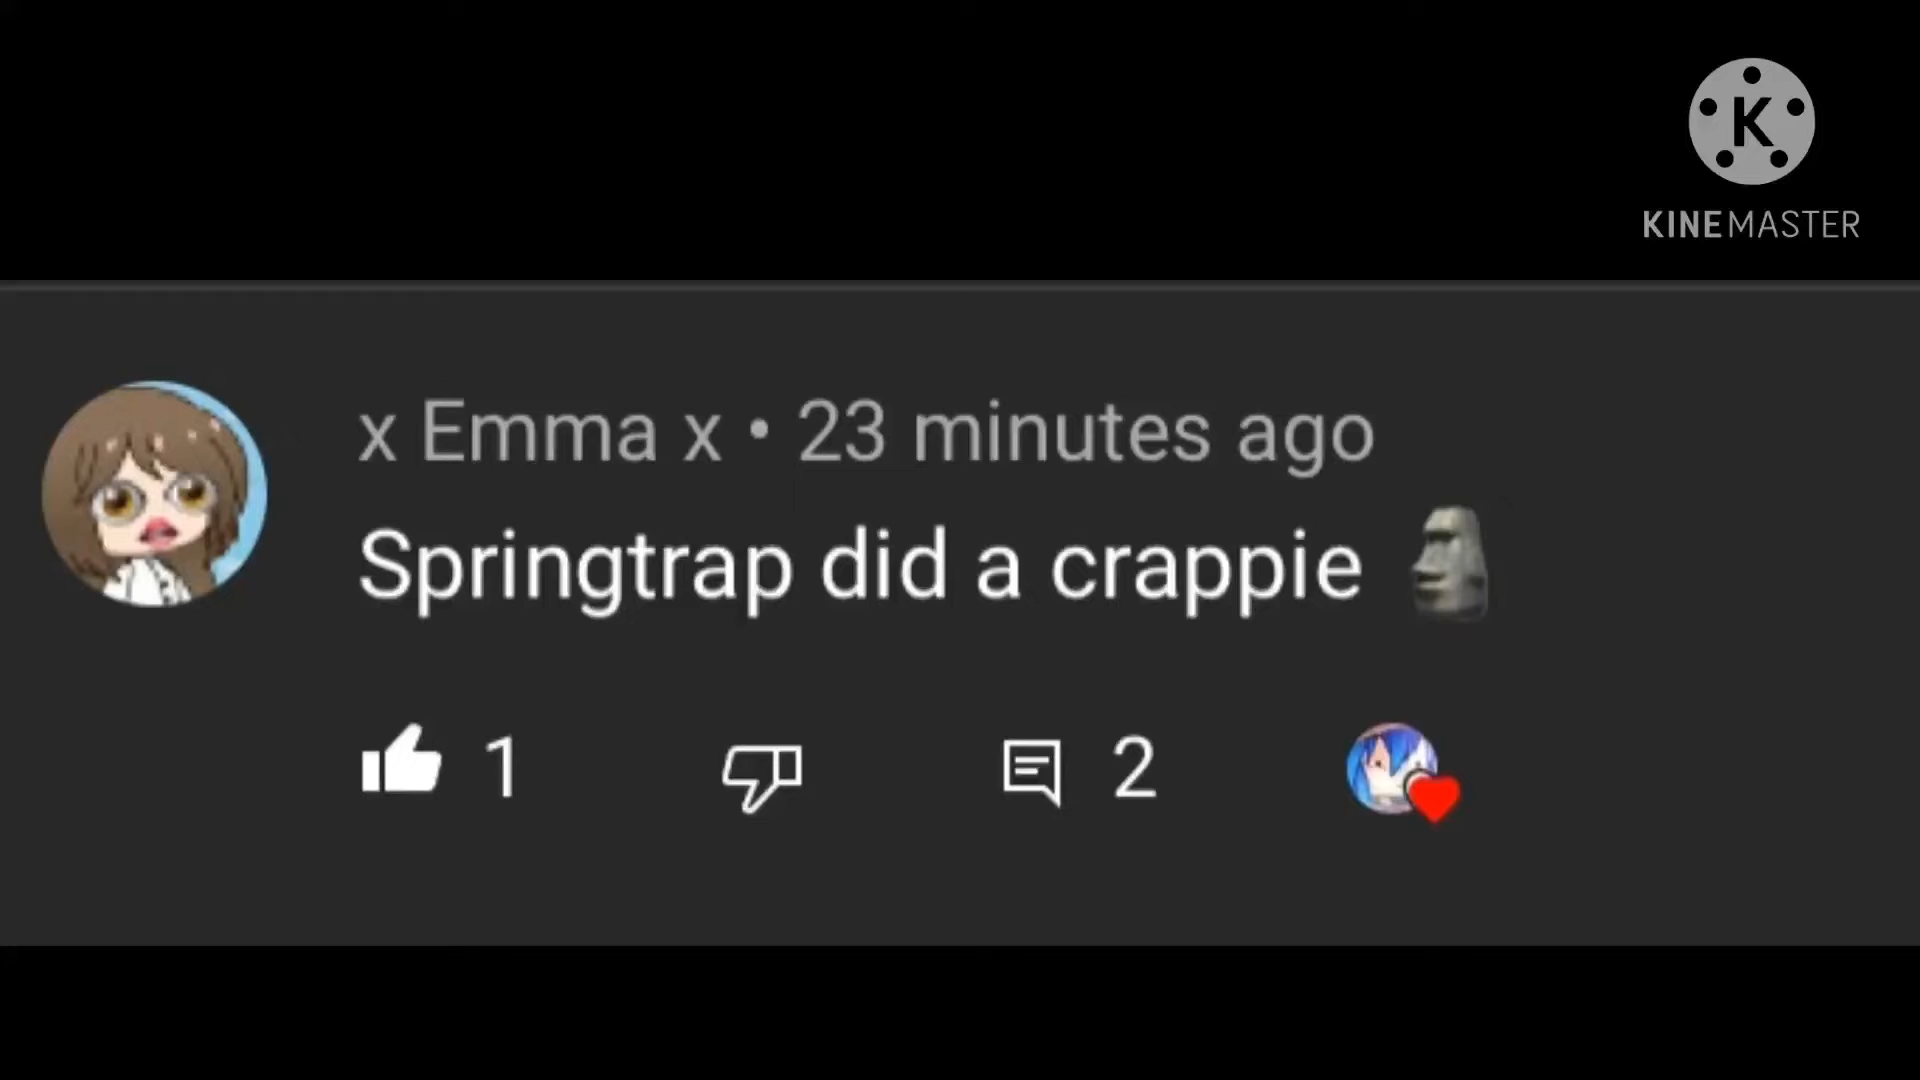 K
KINEMASTER
x Emma x • 23 minutes ago
Springtrap did a crappie 🗿
1 2